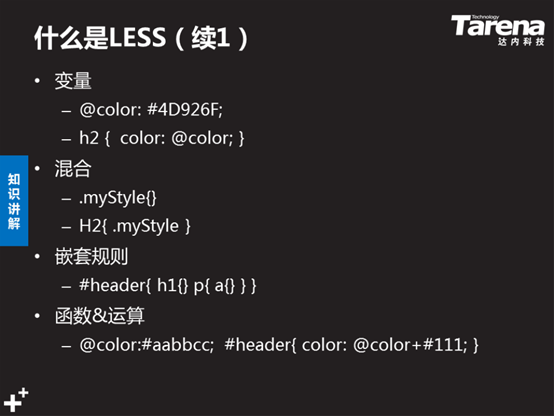 什么是LESS（续1）
Technology
Tarena
达内科技
• 变量
– @color: #4D926F;
– h2 {  color: @color; }
• 混合
– .myStyle{}
– H2{ .myStyle }
知识讲解
• 嵌套规则
– #header{ h1{} p{ a{} } }
• 函数&运算
– @color:#aabbcc;  #header{ color: @color+#111; }